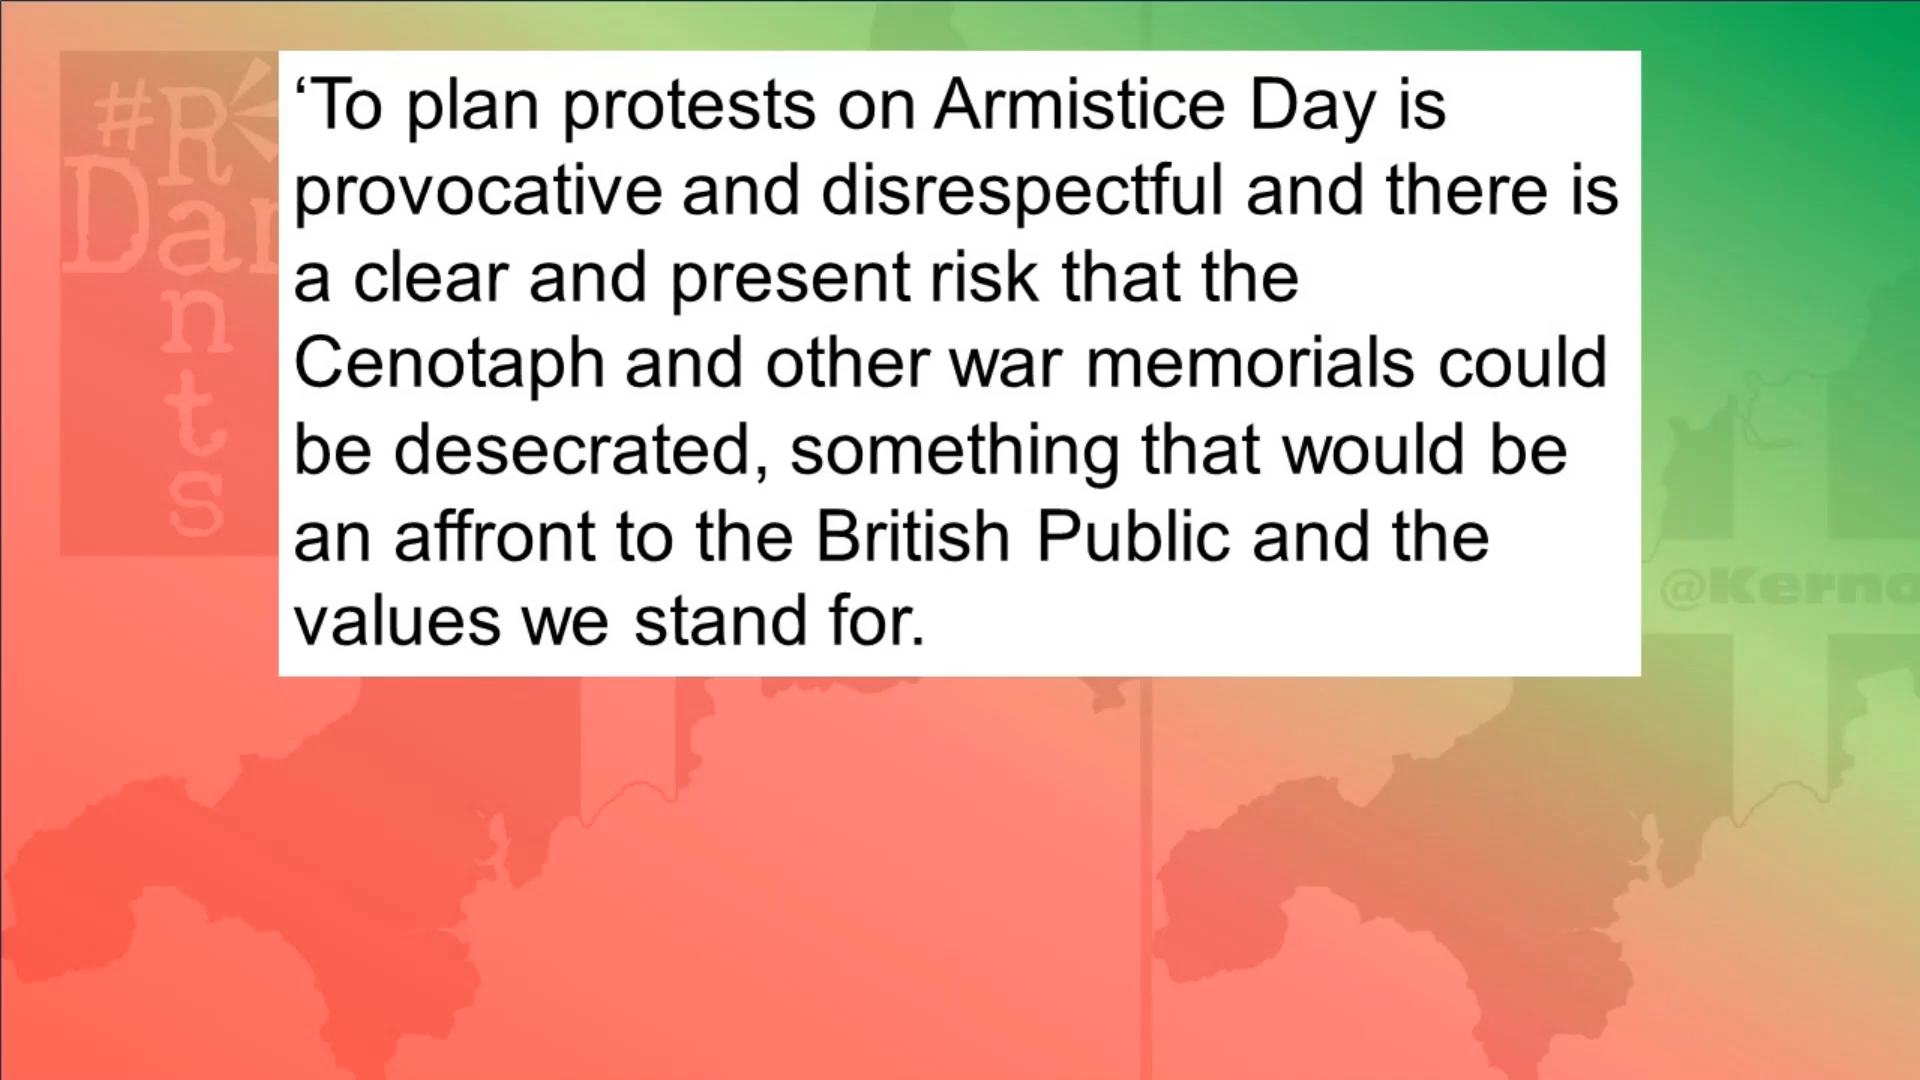 ‘To plan protests on Armistice Day is
provocative and disrespectful and there is
a clear and present risk that the
Cenotaph and other war memorials could
be desecrated, something that would be
an affront to the British Public and the
values we stand for.